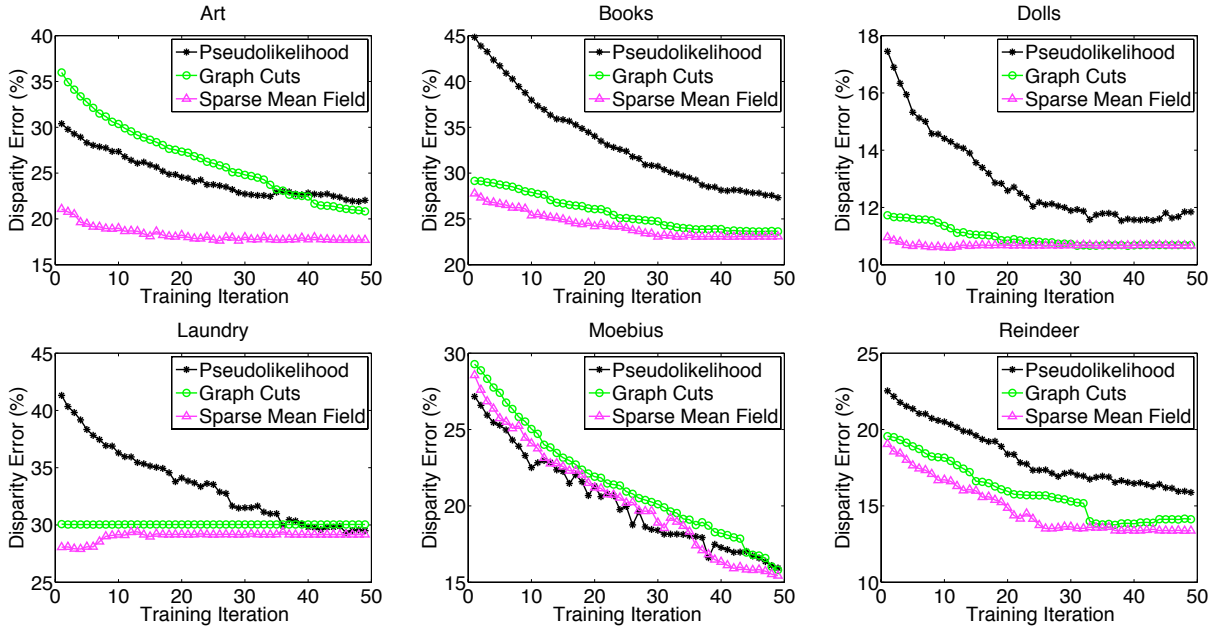 Art
Disparity Error (%)
40
35
30
25
20
15
Pseudolikelihood
Graph Cuts
Sparse Mean Field
0 10 20 30 40 50
Training Iteration
Books
Disparity Error (%)
45
40
35
30
25
20
Pseudolikelihood
Graph Cuts
Sparse Mean Field
0 10 20 30 40 50
Training Iteration
Dolls
Disparity Error (%)
18
16
14
12
10
Pseudolikelihood
Graph Cuts
Sparse Mean Field
0 10 20 30 40 50
Training Iteration
Laundry
Disparity Error (%)
45
40
35
30
25
Pseudolikelihood
Graph Cuts
Sparse Mean Field
0 10 20 30 40 50
Training Iteration
Moebius
Disparity Error (%)
30
25
20
15
Pseudolikelihood
Graph Cuts
Sparse Mean Field
0 10 20 30 40 50
Training Iteration
Reindeer
Disparity Error (%)
25
20
15
10
Pseudolikelihood
Graph Cuts
Sparse Mean Field
0 10 20 30 40 50
Training Iteration